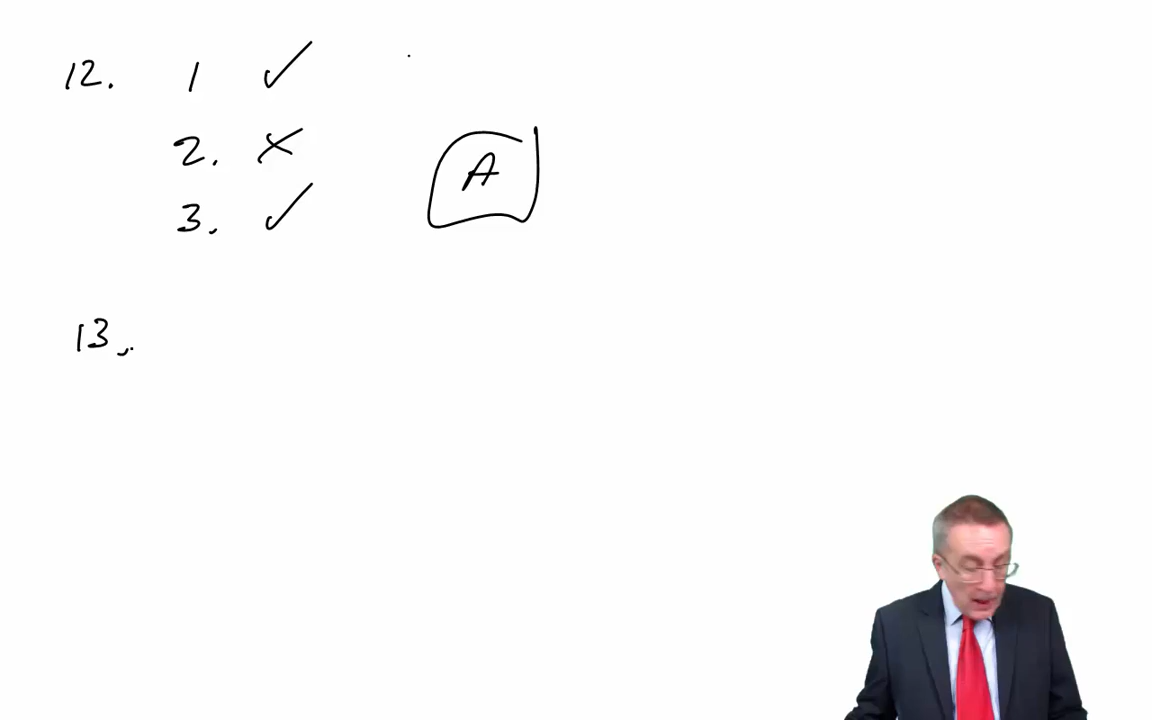 12. 1 ✓
2. ✗
A
3. ✓
13.